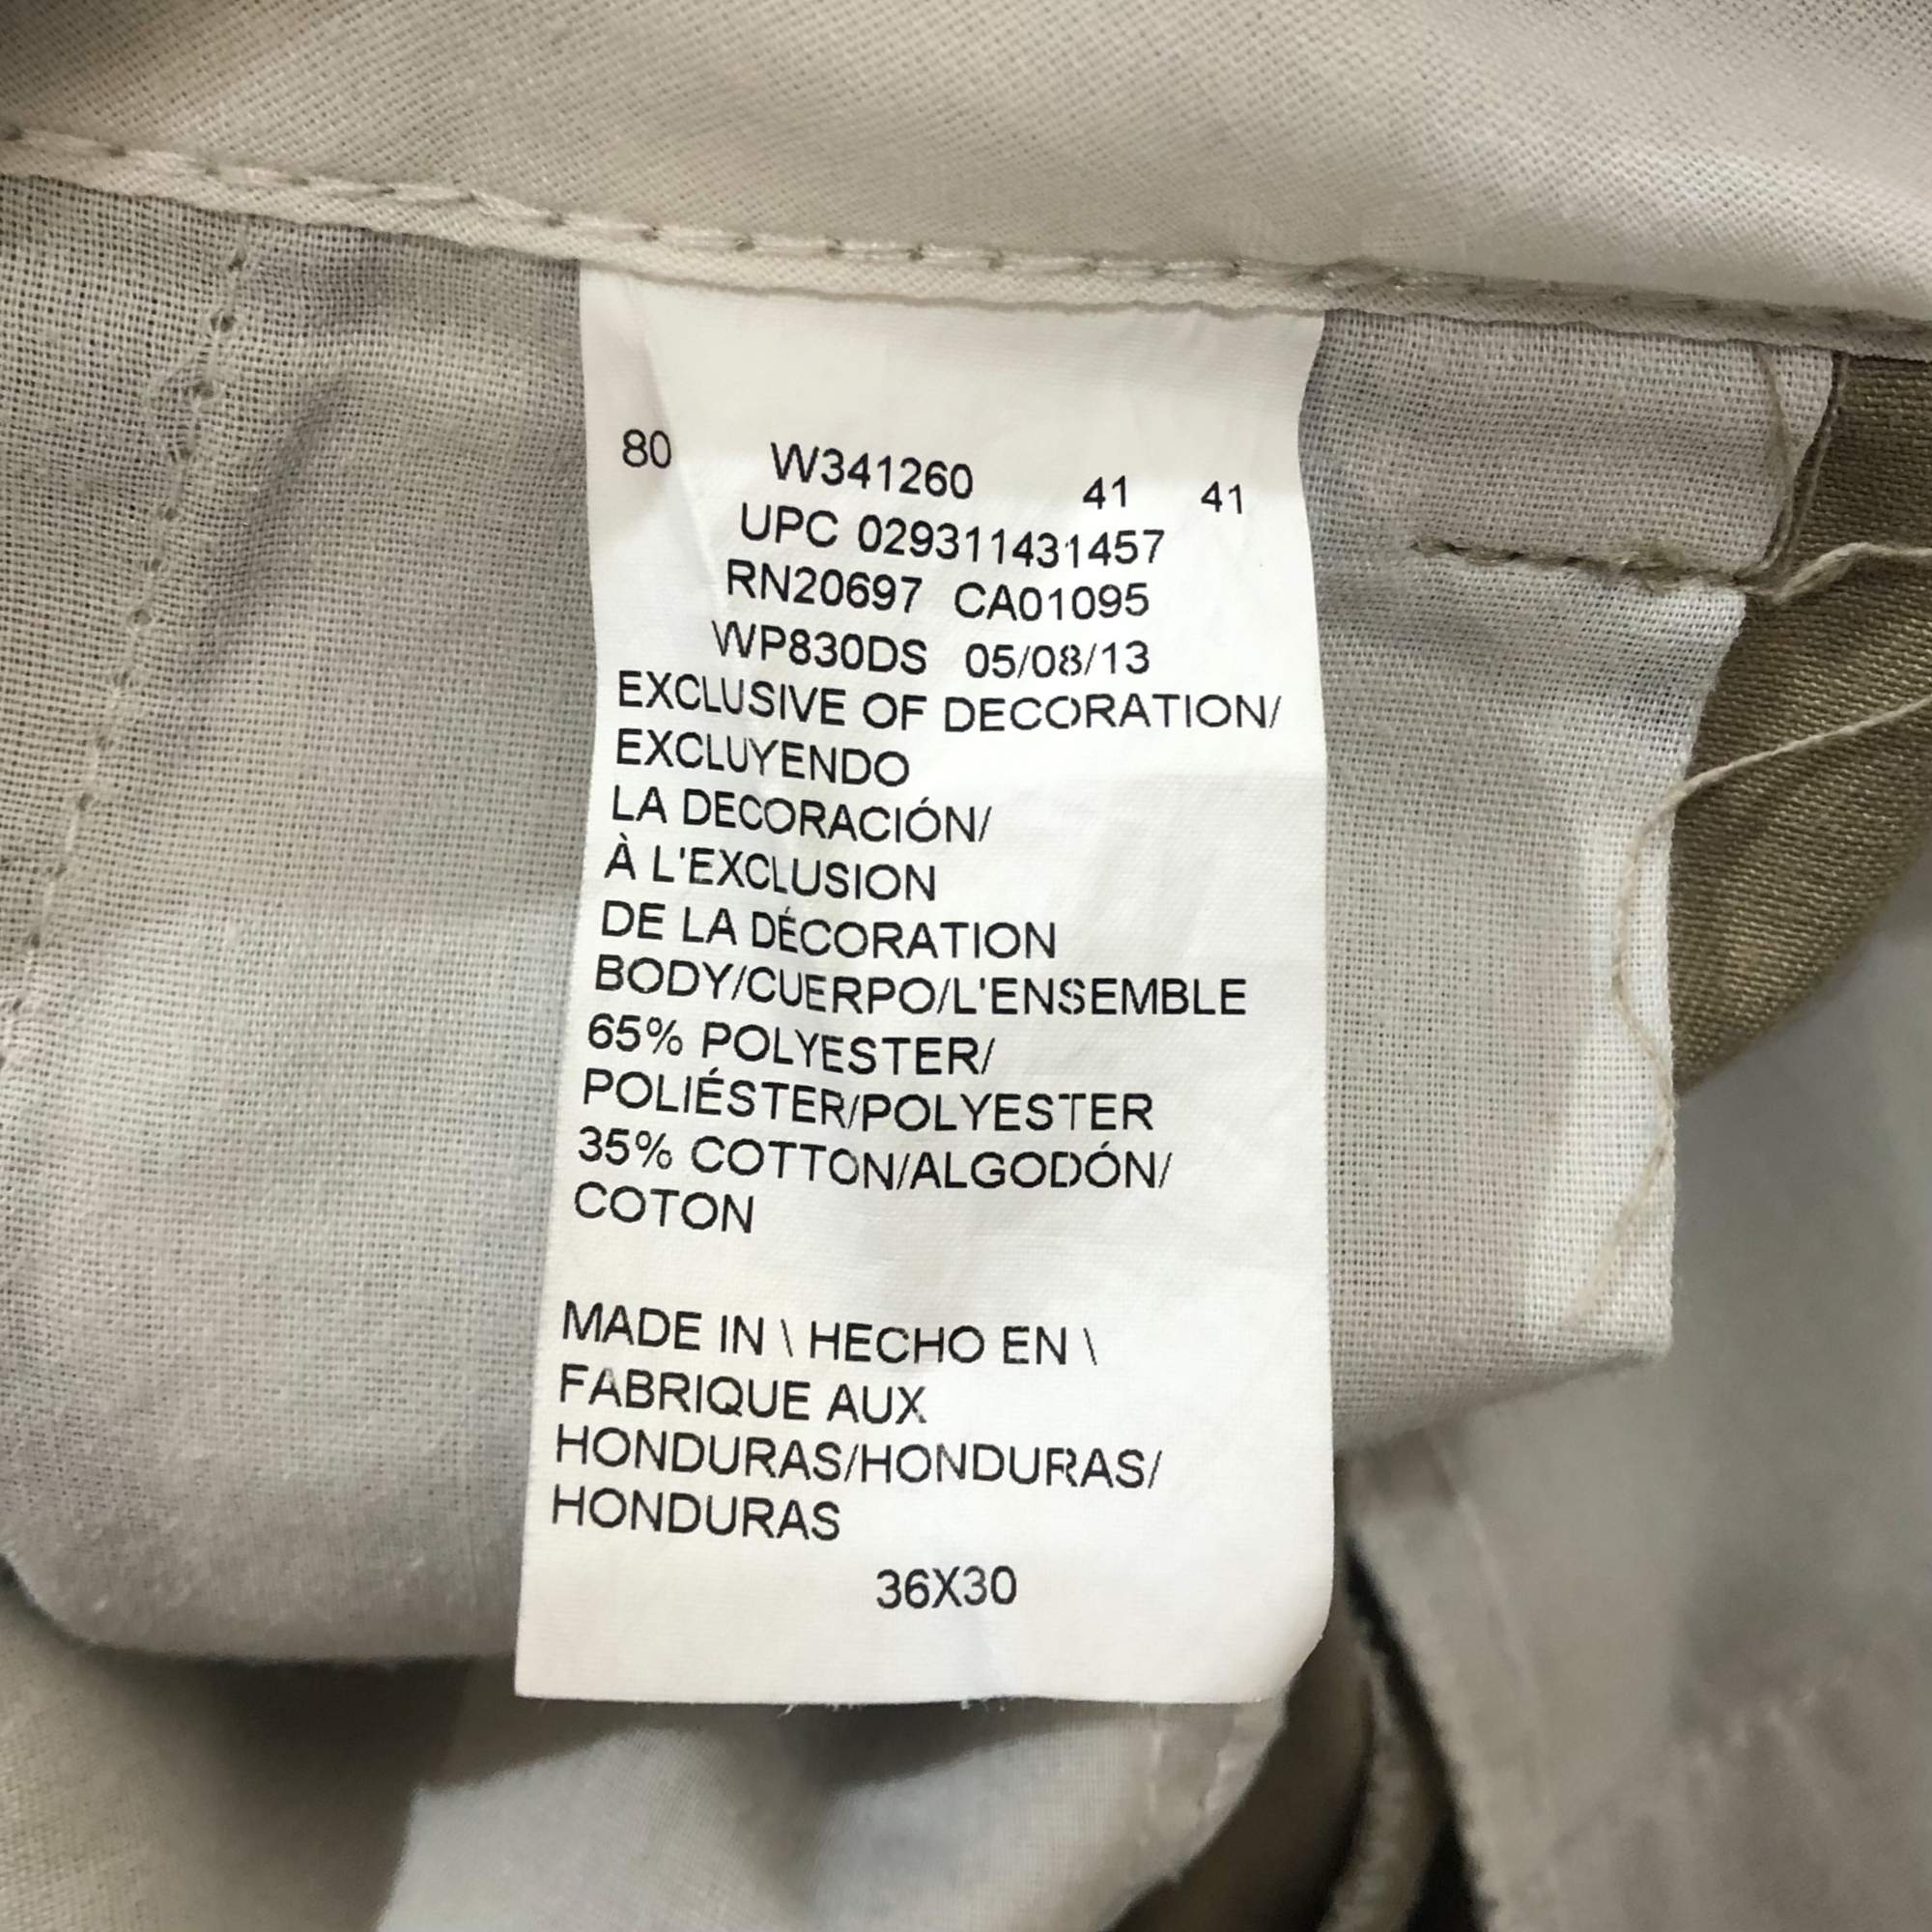 80 W341260 41 41
UPC 029311431457
RN20697 CA01095
WP830DS 05/08/13
EXCLUSIVE OF DECORATION/
EXCLUYENDO
LA DECORACIÓN/
À L'EXCLUSION
DE LA DÉCORATION
BODY/CUERPO/L'ENSEMBLE
65% POLYESTER/
POLIÉSTER/POLYESTER
35% COTTON/ALGODÓN/
COTON
MADE IN \ HECHO EN \
FABRIQUE AUX
HONDURAS/HONDURAS/
HONDURAS
36X30